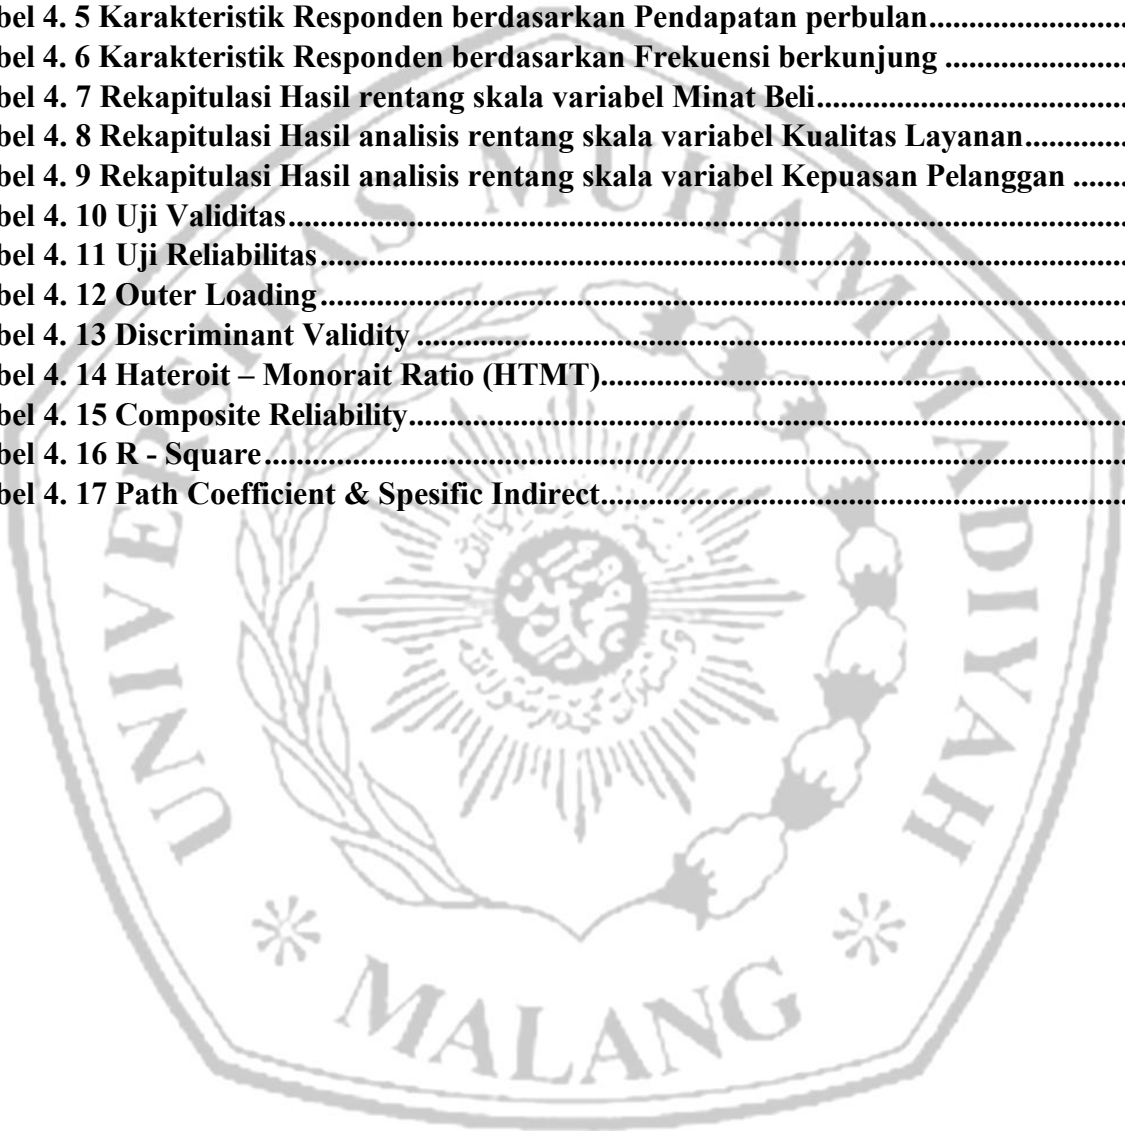 bel 4. 5 Karakteristik Responden berdasarkan Pendapatan perbulan........................
bel 4. 6 Karakteristik Responden berdasarkan Frekuensi berkunjung ......................
bel 4. 7 Rekapitulasi Hasil rentang skala variabel Minat Beli.....................................
bel 4. 8 Rekapitulasi Hasil analisis rentang skala variabel Kualitas Layanan............
bel 4. 9 Rekapitulasi Hasil analisis rentang skala variabel Kepuasan Pelanggan .......
bel 4. 10 Uji Validitas.....................................................................................................
bel 4. 11 Uji Reliabilitas.................................................................................................
bel 4. 12 Outer Loading.................................................................................................
bel 4. 13 Discriminant Validity .....................................................................................
bel 4. 14 Hateroit – Monorait Ratio (HTMT)...............................................................
bel 4. 15 Composite Reliability......................................................................................
bel 4. 16 R - Square........................................................................................................
bel 4. 17 Path Coefficient & Spesific Indirect...............................................................
UNIVERSITAS MUHAMMADIYAH
MALANG